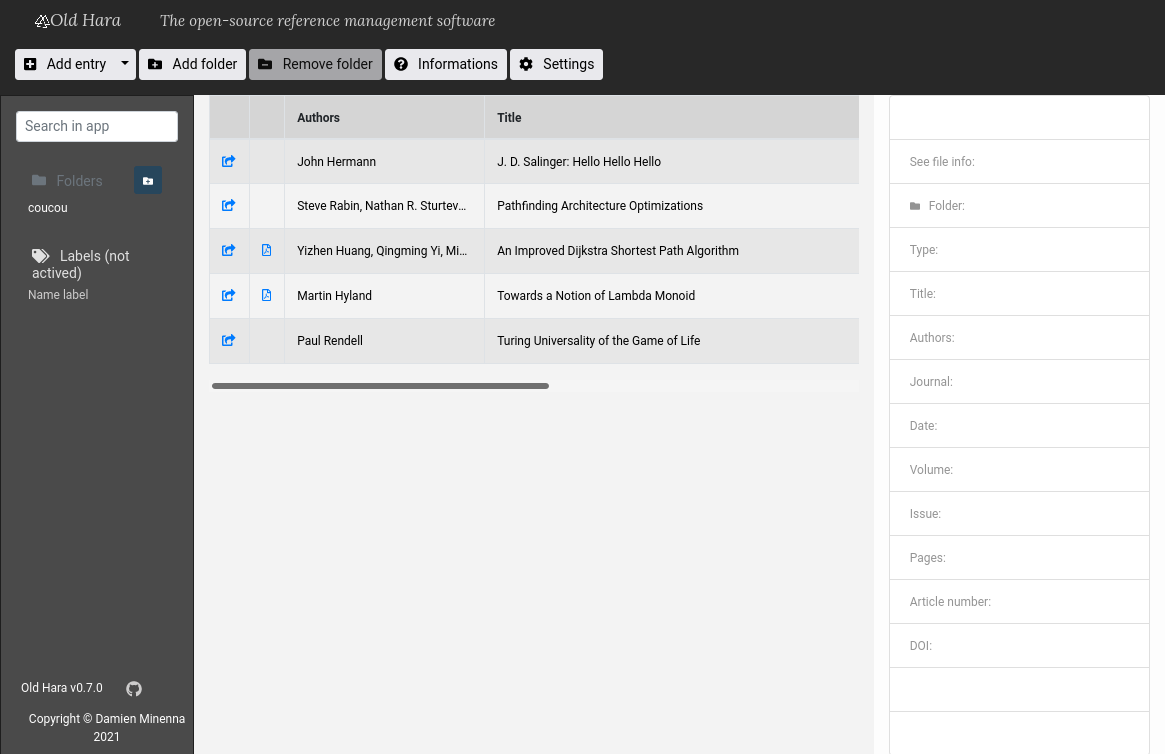 Old Hara The open-source reference management software
Add entry Add folder Remove folder Informations Settings
Search in app
Folders
coucou
Labels (not
actived)
Name label
Old Hara v0.7.0
Copyright © Damien Minenna
2021
Authors Title
John Hermann J. D. Salinger: Hello Hello Hello
Steve Rabin, Nathan R. Sturtev... Pathfinding Architecture Optimizations
Yizhen Huang, Qingming Yi, Mi... An Improved Dijkstra Shortest Path Algorithm
Martin Hyland Towards a Notion of Lambda Monoid
Paul Rendell Turing Universality of the Game of Life
See file info:
Folder:
Type:
Title:
Authors:
Journal:
Date:
Volume:
Issue:
Pages:
Article number:
DOI: